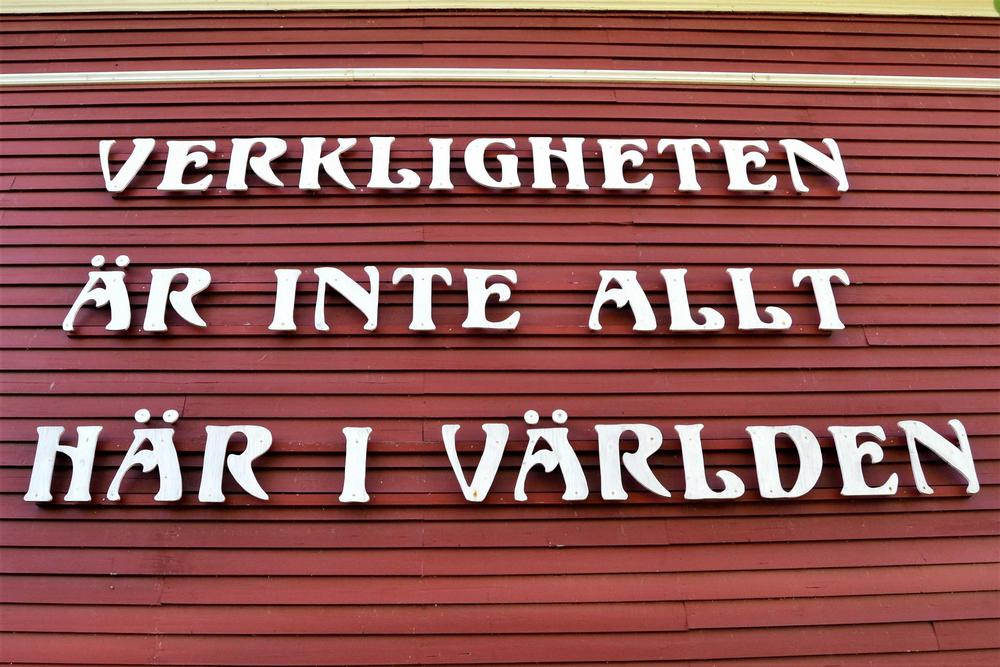 VERKLIGHETEN
ÄR INTE ALLT
HÄR I VÄRLDEN